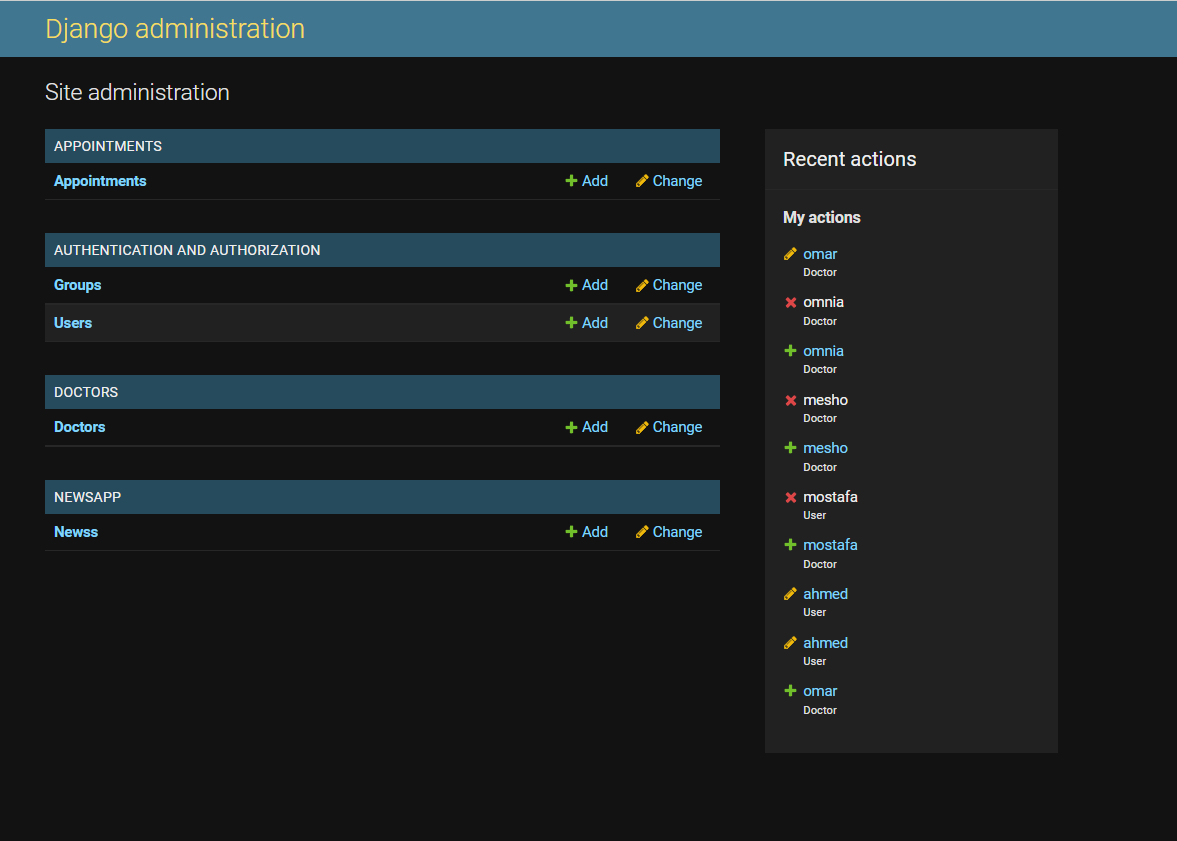 Django administration
Site administration
APPOINTMENTS
Appointments Add Change
AUTHENTICATION AND AUTHORIZATION
Groups Add Change
Users Add Change
DOCTORS
Doctors Add Change
NEWSAPP
Newss Add Change
Recent actions
My actions
omar
Doctor
omnia
Doctor
omnia
Doctor
mesho
Doctor
mesho
Doctor
mostafa
User
mostafa
Doctor
ahmed
User
ahmed
User
omar
Doctor